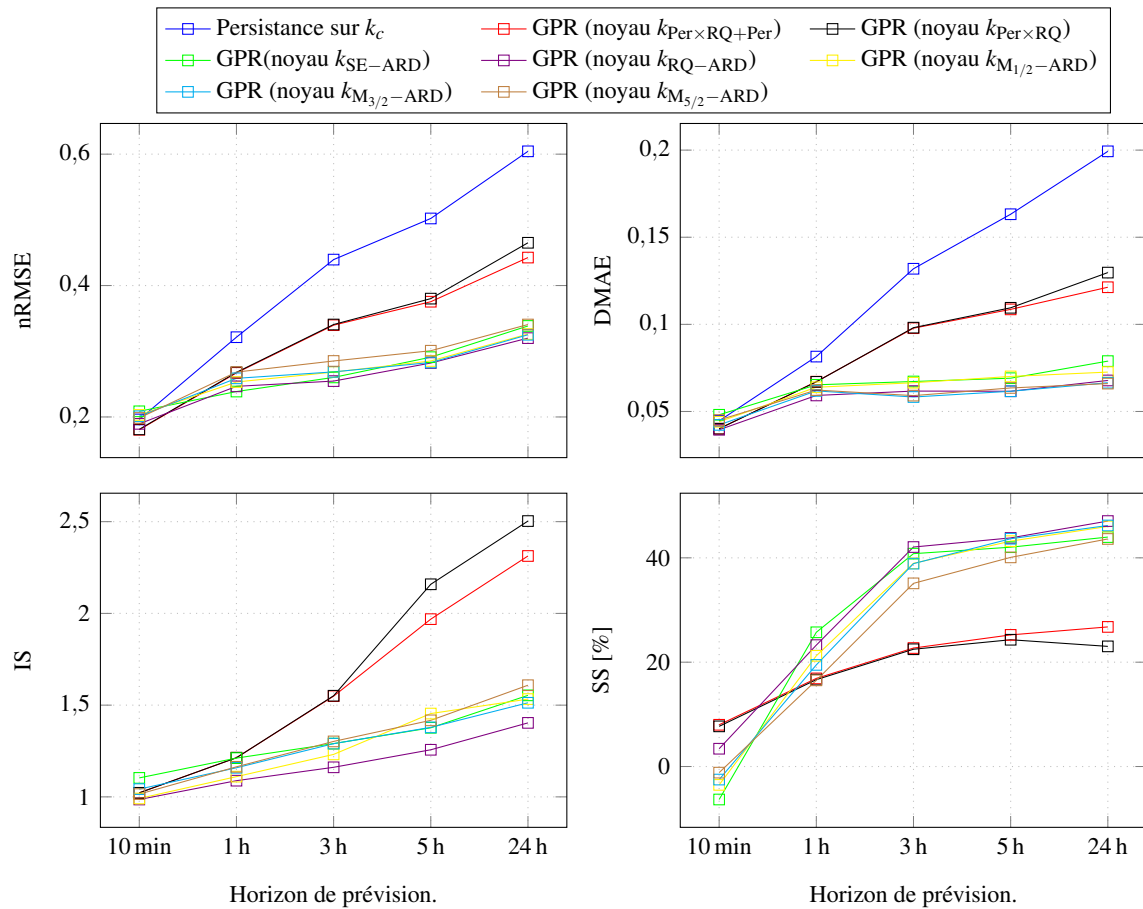 Persistance sur k_c
GPR (noyau k_Per×RQ+Per)
GPR (noyau k_Per×RQ)
GPR(noyau k_SE−ARD)
GPR (noyau k_RQ−ARD)
GPR (noyau k_M1/2−ARD)
GPR (noyau k_M3/2−ARD)
GPR (noyau k_M5/2−ARD)
nRMSE
0,6
0,4
0,2
DMAE
0,2
0,15
0,1
0,05
IS
2,5
2
1,5
1
10 min
1 h
3 h
5 h
24 h
Horizon de prévision.
SS [%]
40
20
0
10 min
1 h
3 h
5 h
24 h
Horizon de prévision.